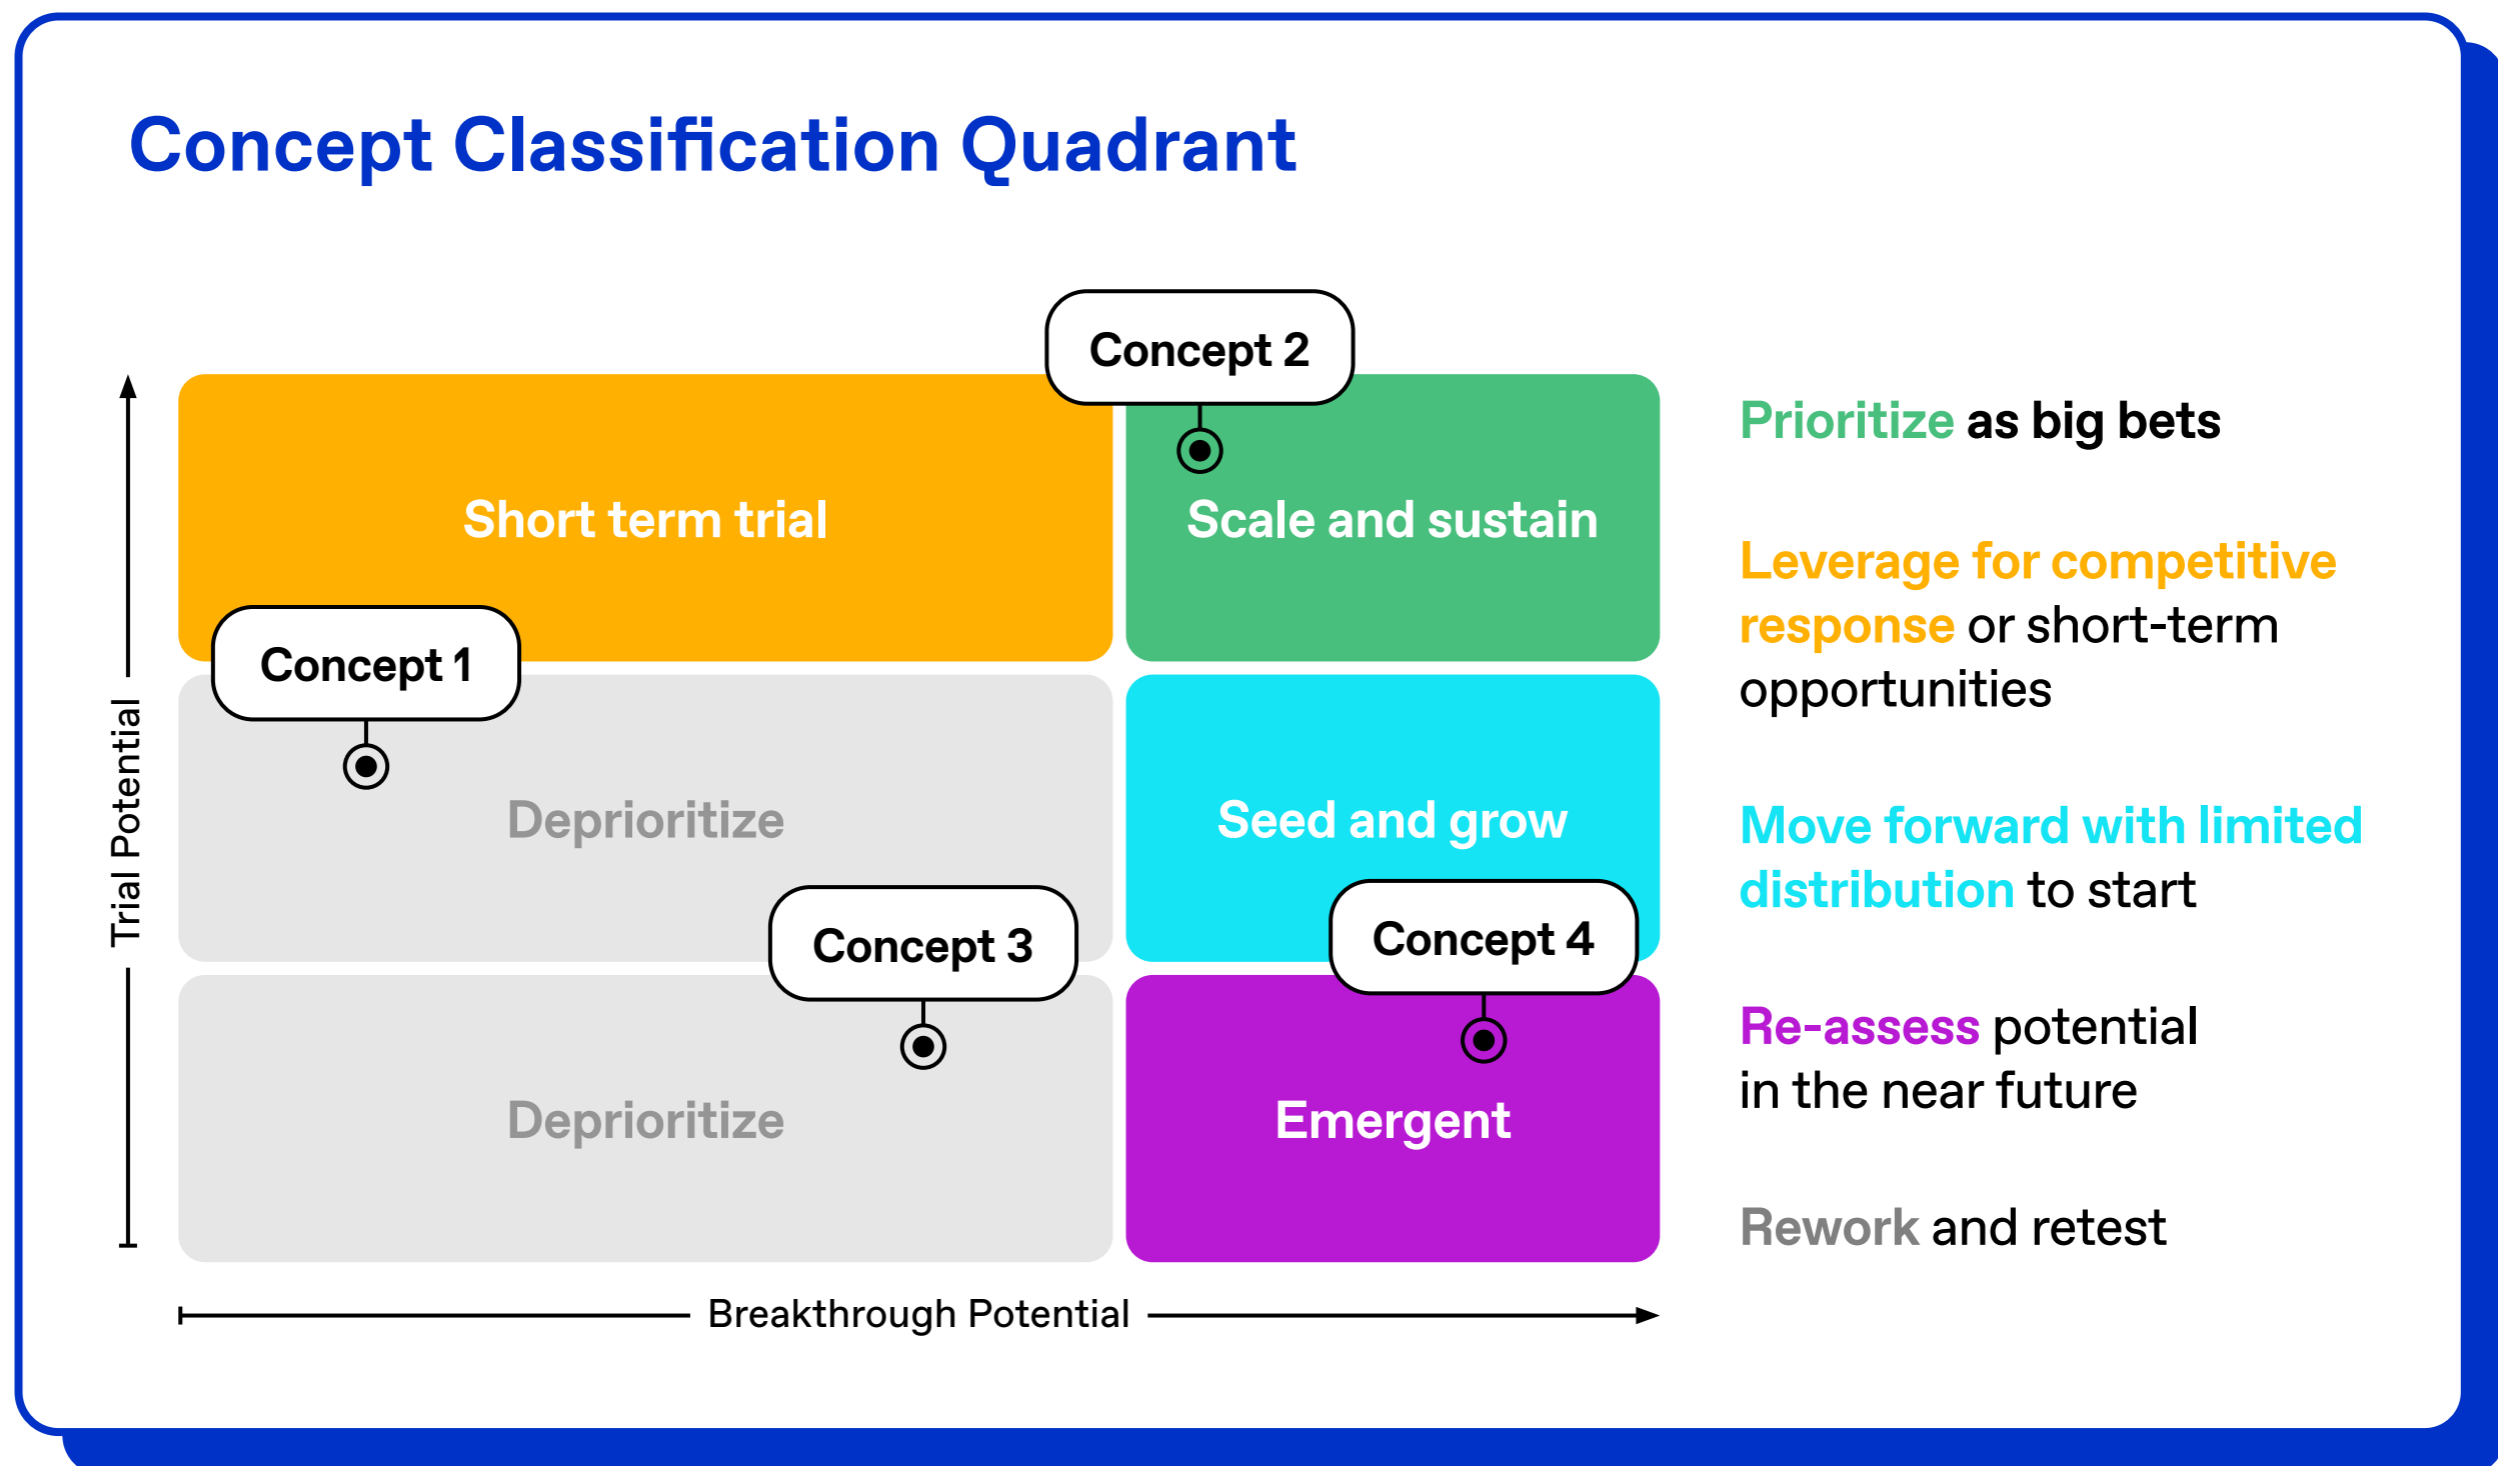 Concept Classification Quadrant
Concept 2
Short term trial
Scale and sustain
Concept 1
Deprioritize
Seed and grow
Concept 3
Concept 4
Deprioritize
Emergent
Trial Potential
Breakthrough Potential
Prioritize as big bets
Leverage for competitive
response or short-term
opportunities
Move forward with limited
distribution to start
Re-assess potential
in the near future
Rework and retest